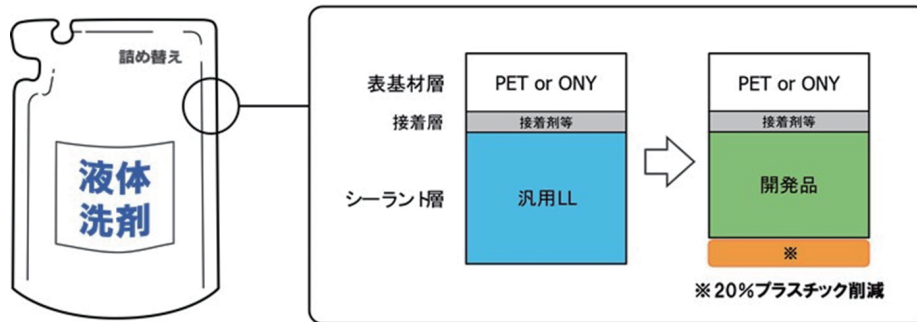 詰め替え
液体
洗剤
表基材層
接着層
シーラント層
PET or ONY
接着剤等
汎用LL
PET or ONY
接着剤等
開発品
※
※20%プラスチック削減